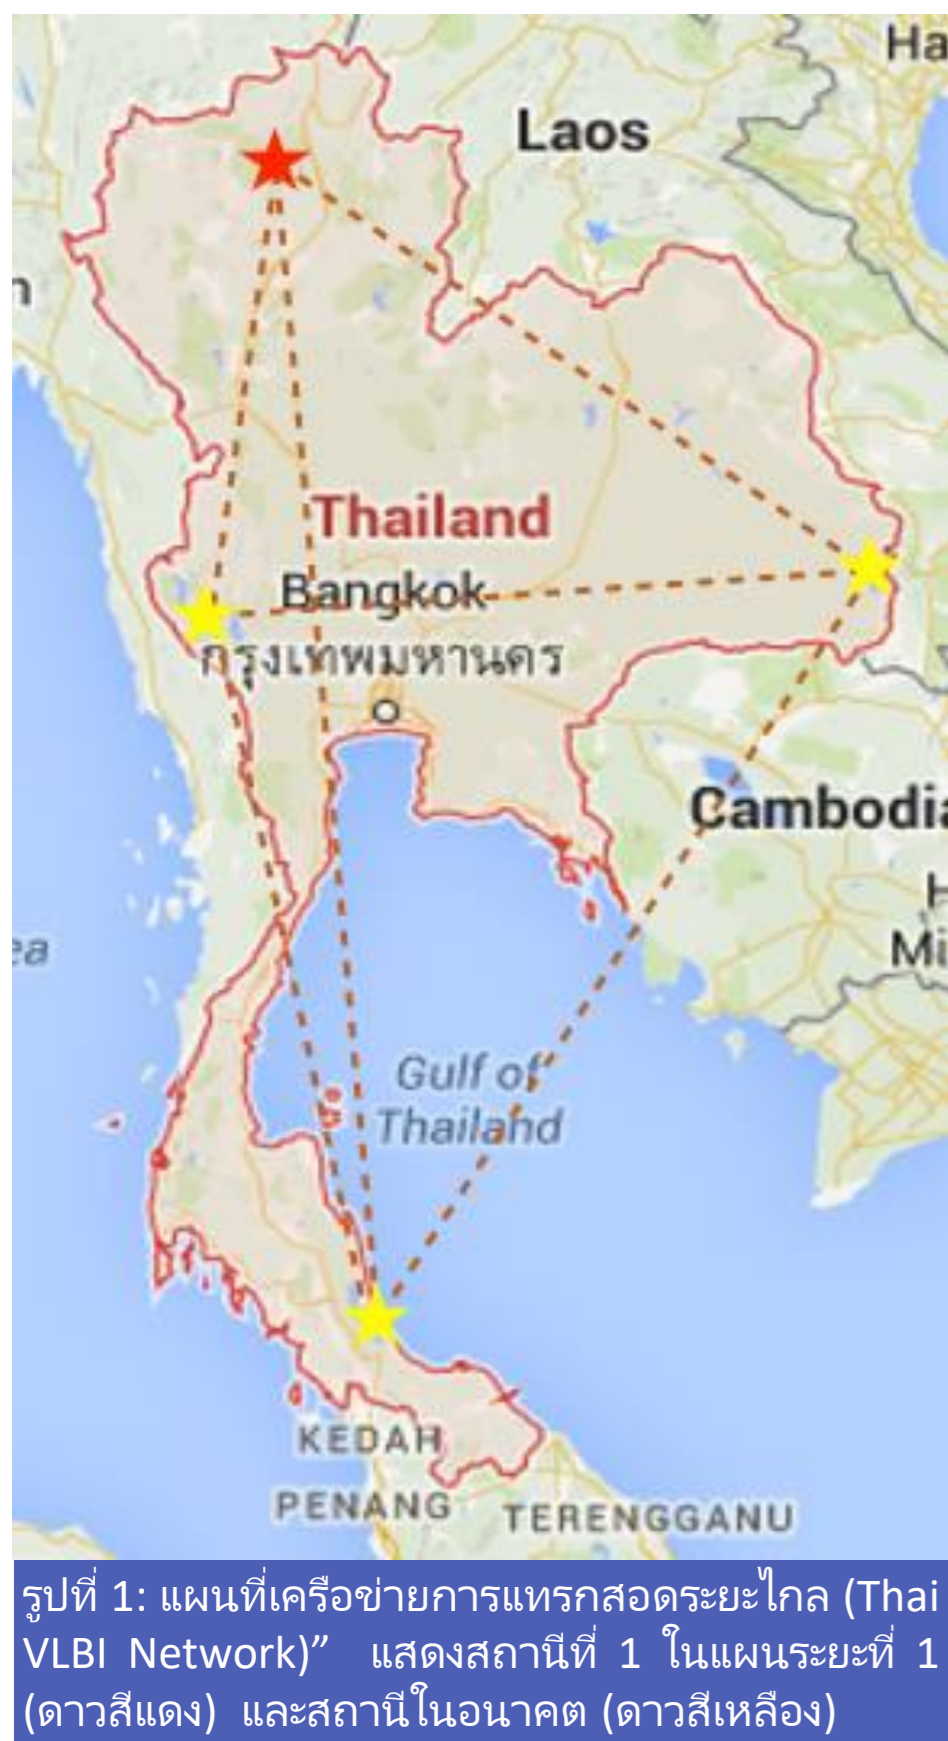 Ha
Laos
n
Thailand
Bangkok
กรุงเทพมหานคร
Cambodia
H
Mi
ea
Gulf of
Thailand
KEDAH
PENANG
TERENGGANU
รูปที่ 1: แผนที่เครือข่ายการแทรกสอดระยะไกล (Thai
VLBI Network)” แสดงสถานีที่ 1 ในแผนระยะที่ 1
(ดาวสีแดง) และสถานีในอนาคต (ดาวสีเหลือง)